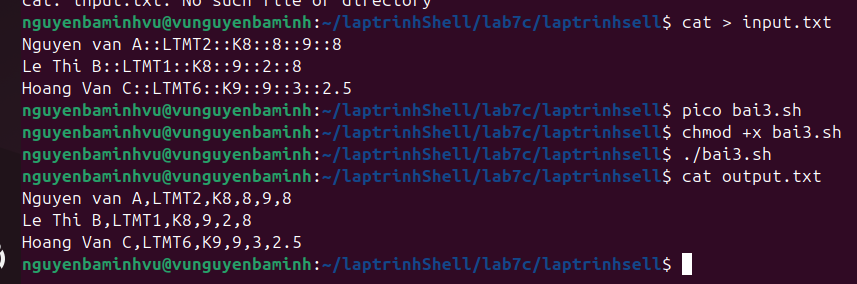 cat: input.txt: No such file or directory
nguyenbaminhvu@vunguyenbaminh:~/laptrinhShell/lab7c/laptrinhsell$ cat > input.txt
Nguyen van A::LTMT2::K8::8::9::8
Le Thi B::LTMT1::K8::9::2::8
Hoang Van C::LTMT6::K9::9::3::2.5
nguyenbaminhvu@vunguyenbaminh:~/laptrinhShell/lab7c/laptrinhsell$ pico bai3.sh
nguyenbaminhvu@vunguyenbaminh:~/laptrinhShell/lab7c/laptrinhsell$ chmod +x bai3.sh
nguyenbaminhvu@vunguyenbaminh:~/laptrinhShell/lab7c/laptrinhsell$ ./bai3.sh
nguyenbaminhvu@vunguyenbaminh:~/laptrinhShell/lab7c/laptrinhsell$ cat output.txt
Nguyen van A,LTMT2,K8,8,9,8
Le Thi B,LTMT1,K8,9,2,8
Hoang Van C,LTMT6,K9,9,3,2.5
nguyenbaminhvu@vunguyenbaminh:~/laptrinhShell/lab7c/laptrinhsell$